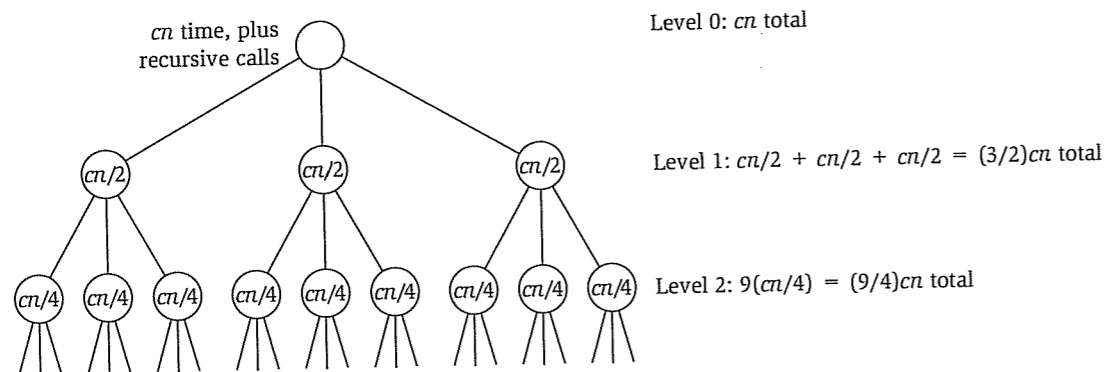 cn time, plus
recursive calls
Level 0: cn total
cn/2
cn/2
cn/2
Level 1: cn/2 + cn/2 + cn/2 = (3/2)cn total
cn/4
cn/4
cn/4
cn/4
cn/4
cn/4
cn/4
cn/4
cn/4
Level 2: 9(cn/4) = (9/4)cn total